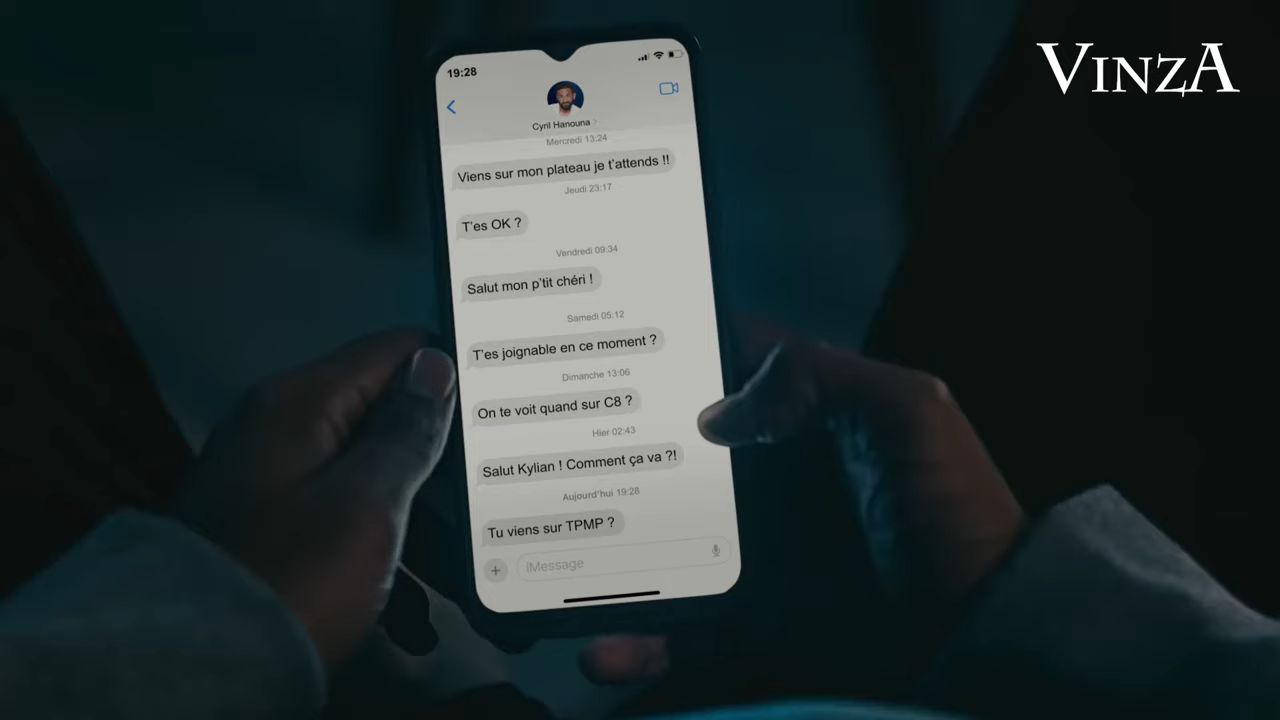 VINZA
19:28
Cyril Hanouna
Mercredi 13:24
Viens sur mon plateau je t'attends !!
Jeudi 23:17
T'es OK ?
Vendredi 09:34
Salut mon p'tit chéri !
Samedi 05:12
T'es joignable en ce moment ?
Dimanche 13:06
On te voit quand sur C8 ?
Hier 02:43
Salut Kylian ! Comment ça va ?!
Aujourd'hui 19:28
Tu viens sur TPMP ?
iMessage